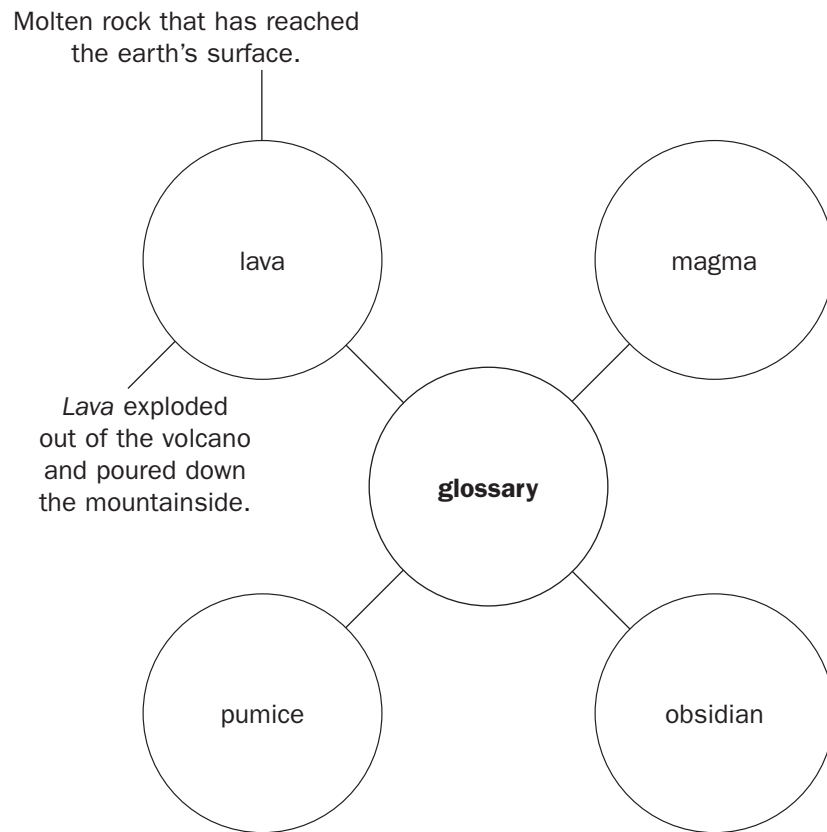 Molten rock that has reached
the earth’s surface.
lava
magma
Lava exploded
out of the volcano
and poured down
the mountainside.
glossary
pumice
obsidian